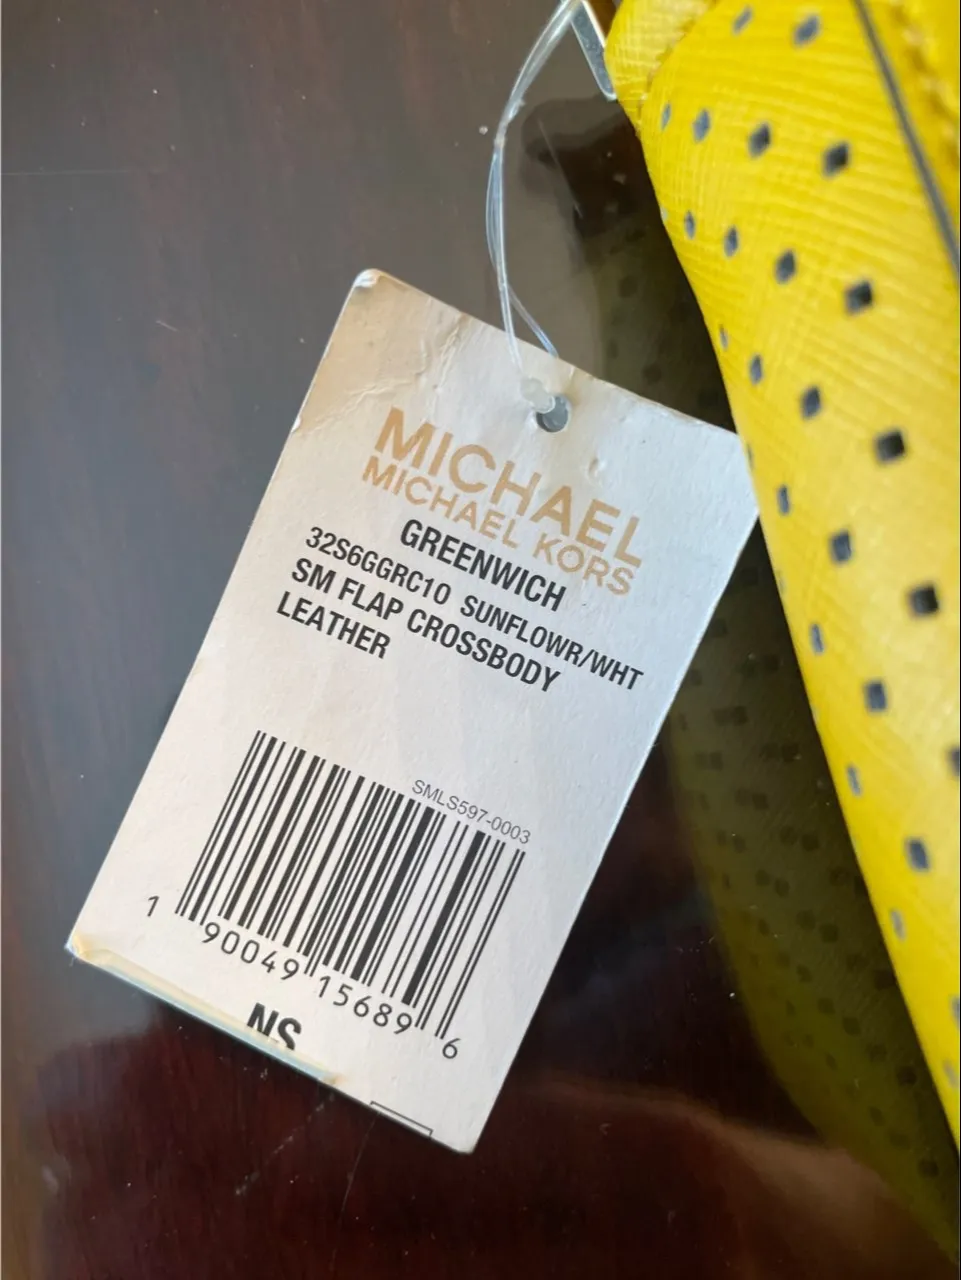 MICHAEL
MICHAEL KORS
GREENWICH
32S6GGRC10 SUNFLOWR/WHT
SM FLAP CROSSBODY
LEATHER
SMLS597-0003
1 90049 15689 6
NS